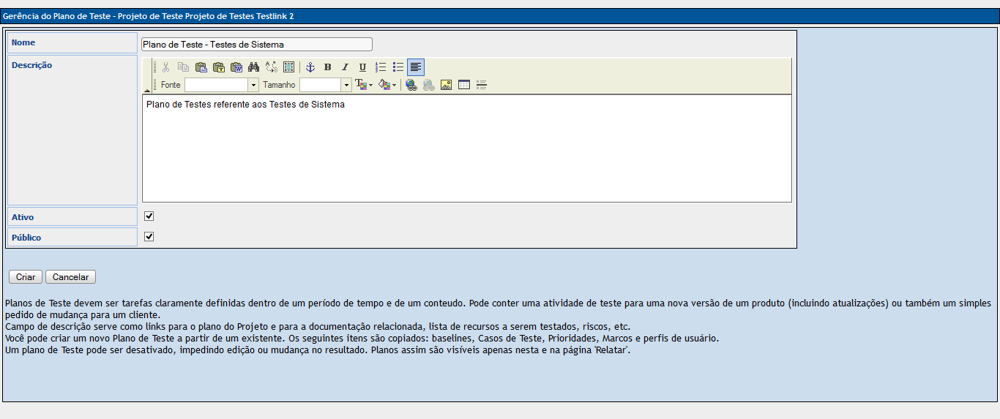 Gerência do Plano de Teste - Projeto de Teste Projeto de Testes Testlink 2
Nome
Plano de Teste - Testes de Sistema
Descrição
B I U
Fonte Tamanho
Plano de Testes referente aos Testes de Sistema
Ativo
Público
Criar Cancelar
Planos de Teste devem ser tarefas claramente definidas dentro de um período de tempo e de um conteudo. Pode conter uma atividade de teste para uma nova versão de um produto (incluindo atualizações) ou também um simples
pedido de mudança para um cliente.
Campo de descrição serve como links para o plano do Projeto e para a documentação relacionada, lista de recursos a serem testados, riscos, etc.
Você pode criar um novo Plano de Teste a partir de um existente. Os seguintes itens são copiados: baselines, Casos de Teste, Prioridades, Marcos e perfis de usuário.
Um plano de Teste pode ser desativado, impedindo edição ou mudança no resultado. Planos assim são visíveis apenas nesta e na página 'Relatar'.